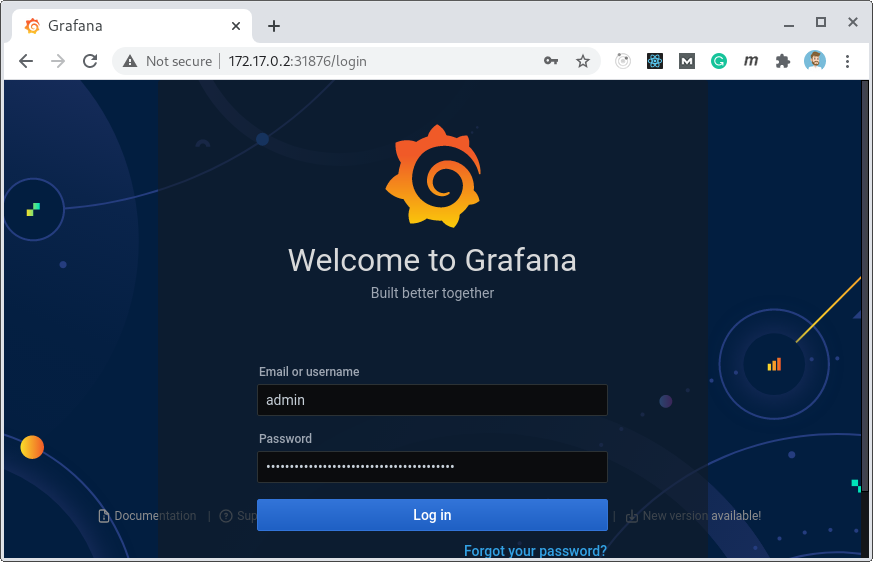 Grafana
Not secure
172.17.0.2:31876/login
M
G
m
Welcome to Grafana
Built better together
Email or username
admin
Password
••••••••••••••••••••••••••••••••••••••••
Log in
Documentation | Sup | New version available!
Forgot your password?